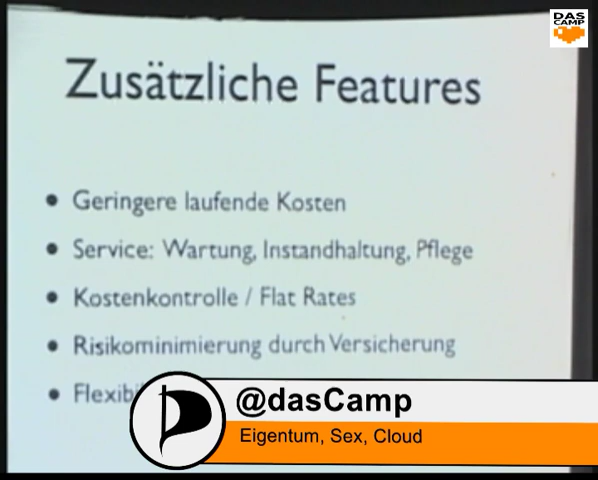 DAS
CAMP
Zusätzliche Features
• Geringere laufende Kosten
• Service: Wartung, Instandhaltung, Pflege
• Kostenkontrolle / Flat Rates
• Risikominimierung durch Versicherung
@dasCamp
Eigentum, Sex, Cloud